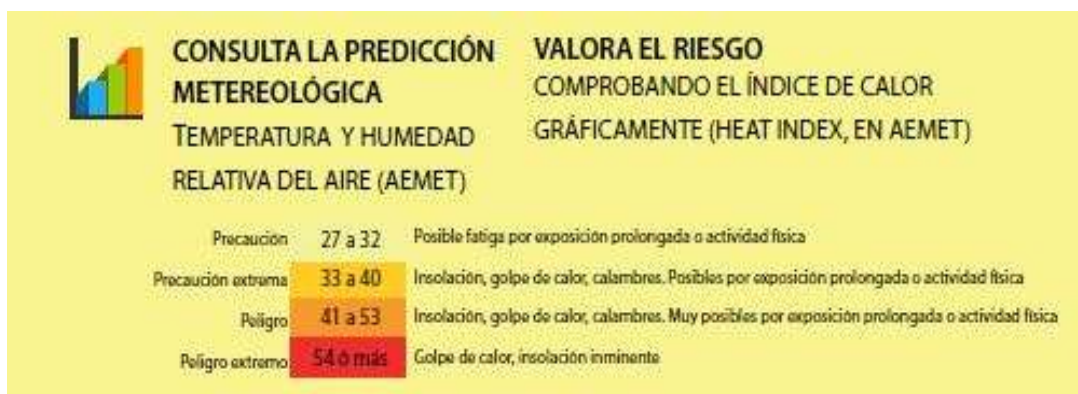 CONSULTA LA PREDICCIÓN
METEREOLÓGICA
TEMPERATURA Y HUMEDAD
RELATIVA DEL AIRE (AEMET)
VALORA EL RIESGO
COMPROBANDO EL ÍNDICE DE CALOR
GRÁFICAMENTE (HEAT INDEX, EN AEMET)
Precaución 27 a 32 Posible fatiga por exposición prolongada o actividad física
Precaución extrema 33 a 40 Insolación, golpe de calor, calambres. Posibles por exposición prolongada o actividad física
Peligro 41 a 53 Insolación, golpe de calor, calambres. Muy posibles por exposición prolongada o actividad física
Peligro extremo 54 ó más Golpe de calor, insolación inminente